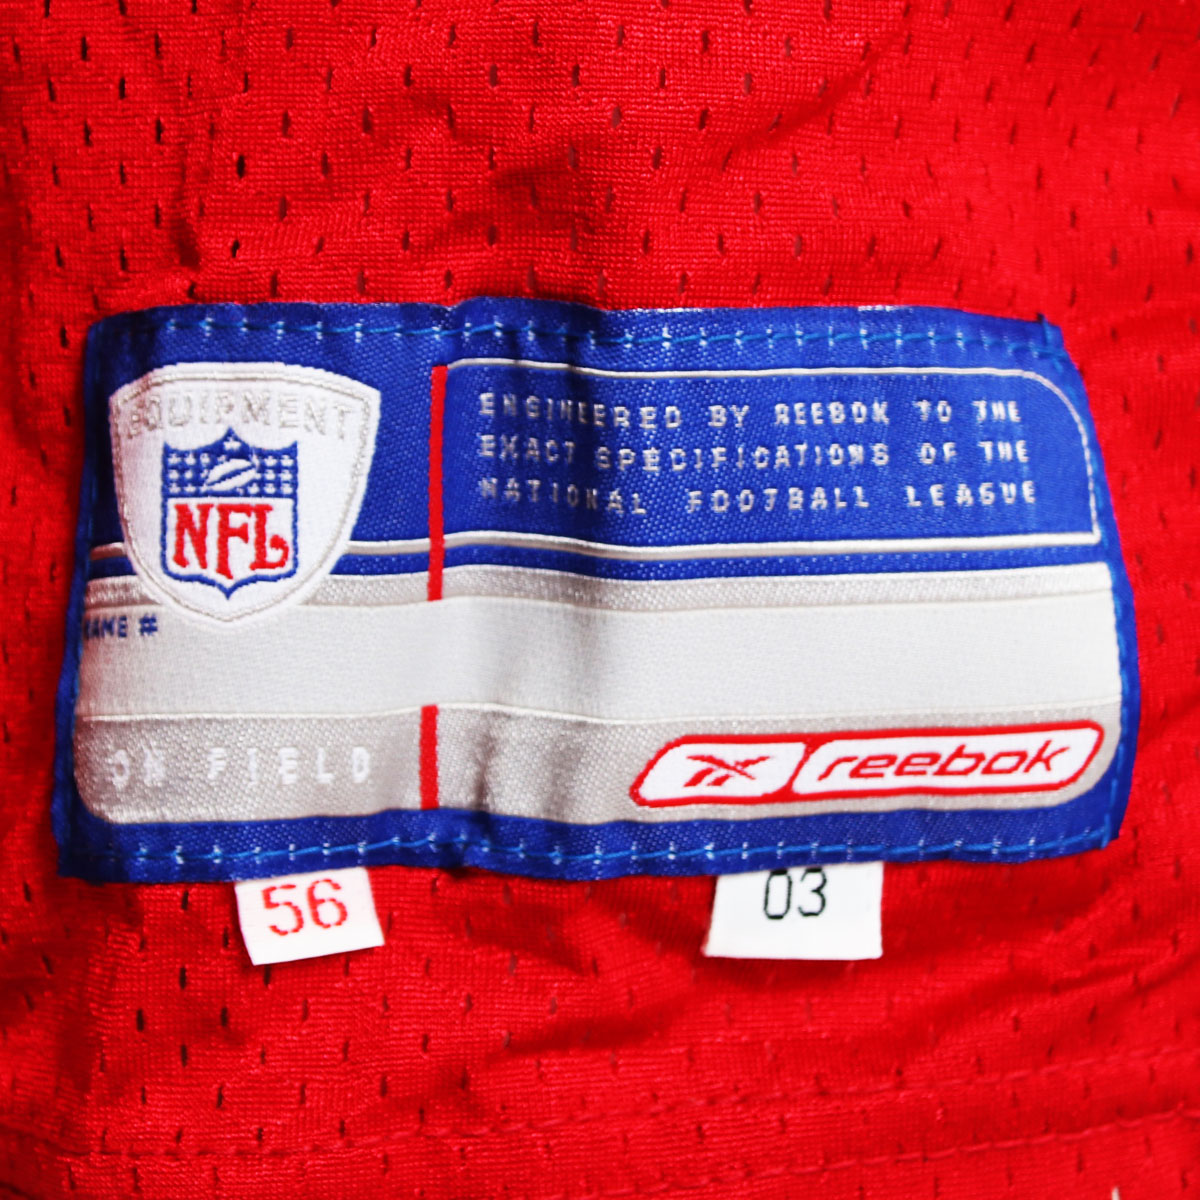 EQUIPMENT
NFL
ENGINEERED BY REEBOK TO THE
EXACT SPECIFICATIONS OF THE
NATIONAL FOOTBALL LEAGUE
NAME #
ON FIELD
reebok
56
03